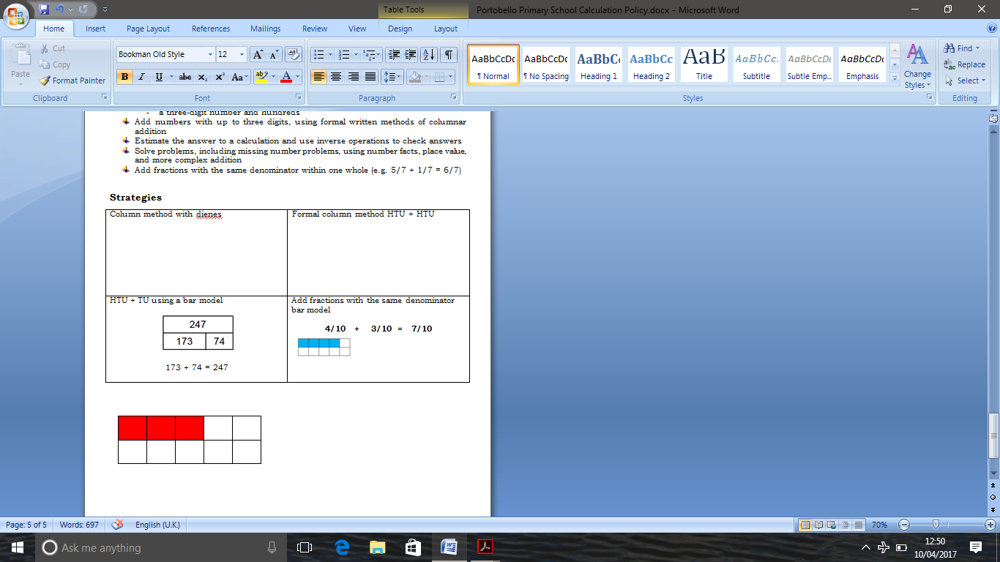 Table Tools
Portobello Primary School Calculation Policy.docx - Microsoft Word
Home Insert Page Layout References Mailings Review View Design Layout
Paste
Cut
Copy
Format Painter
Clipboard
Bookman Old Style 12
B I U abc x₂ x² Aa ab A
Font
Paragraph
AaBbCcDc AaBbCcDc AaBbCc AaBbCc AaB AaBbCc. AaBbCcDc AaBbCcDc
¶ Normal ¶ No Spacing Heading 1 Heading 2 Title Subtitle Subtle Emp... Emphasis
Change
Styles
Styles
Find
Replace
Select
Editing
- a three-digit number and hundreds
Add numbers with up to three digits, using formal written methods of columnar
addition
Estimate the answer to a calculation and use inverse operations to check answers
Solve problems, including missing number problems, using number facts, place value,
and more complex addition
Add fractions with the same denominator within one whole (e.g. 5/7 + 1/7 = 6/7)
Strategies
Column method with dienes
Formal column method HTU + HTU
HTU + TU using a bar model
247
173 74
173 + 74 = 247
Add fractions with the same denominator
bar model
4/10 + 3/10 = 7/10
Page: 5 of 5 Words: 697 English (U.K.) 70%
Ask me anything
12:50
10/04/2017